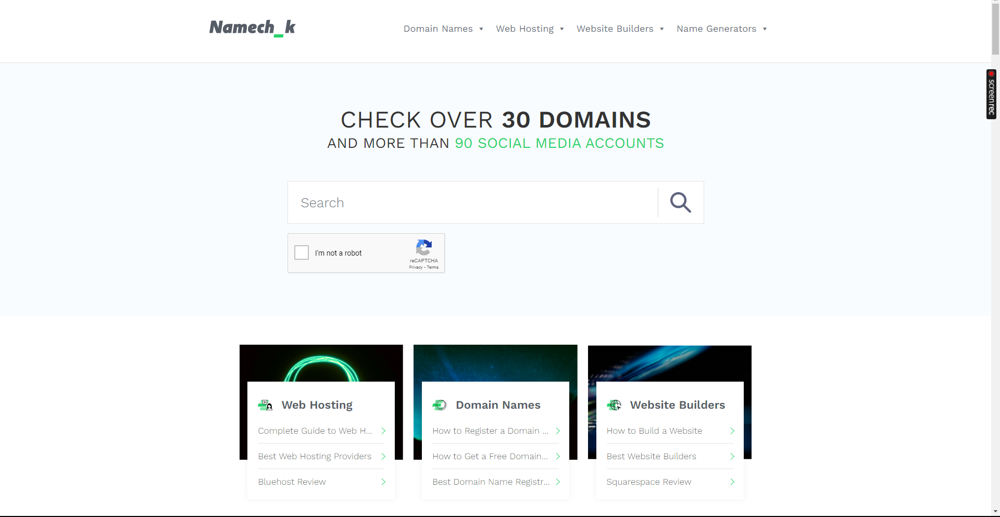 Namech_k
Domain Names
Web Hosting
Website Builders
Name Generators
screenrec
CHECK OVER 30 DOMAINS
AND MORE THAN 90 SOCIAL MEDIA ACCOUNTS
Search
I'm not a robot
reCAPTCHA
Privacy - Terms
Web Hosting
Complete Guide to Web H...
Best Web Hosting Providers
Bluehost Review
Domain Names
How to Register a Domain ...
How to Get a Free Domain...
Best Domain Name Registr...
Website Builders
How to Build a Website
Best Website Builders
Squarespace Review